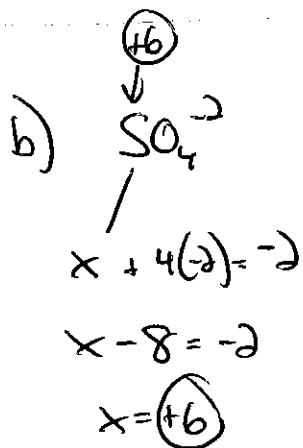 +6
b) SO₄⁻²
x + 4(-2) = -2
x - 8 = -2
x = +6